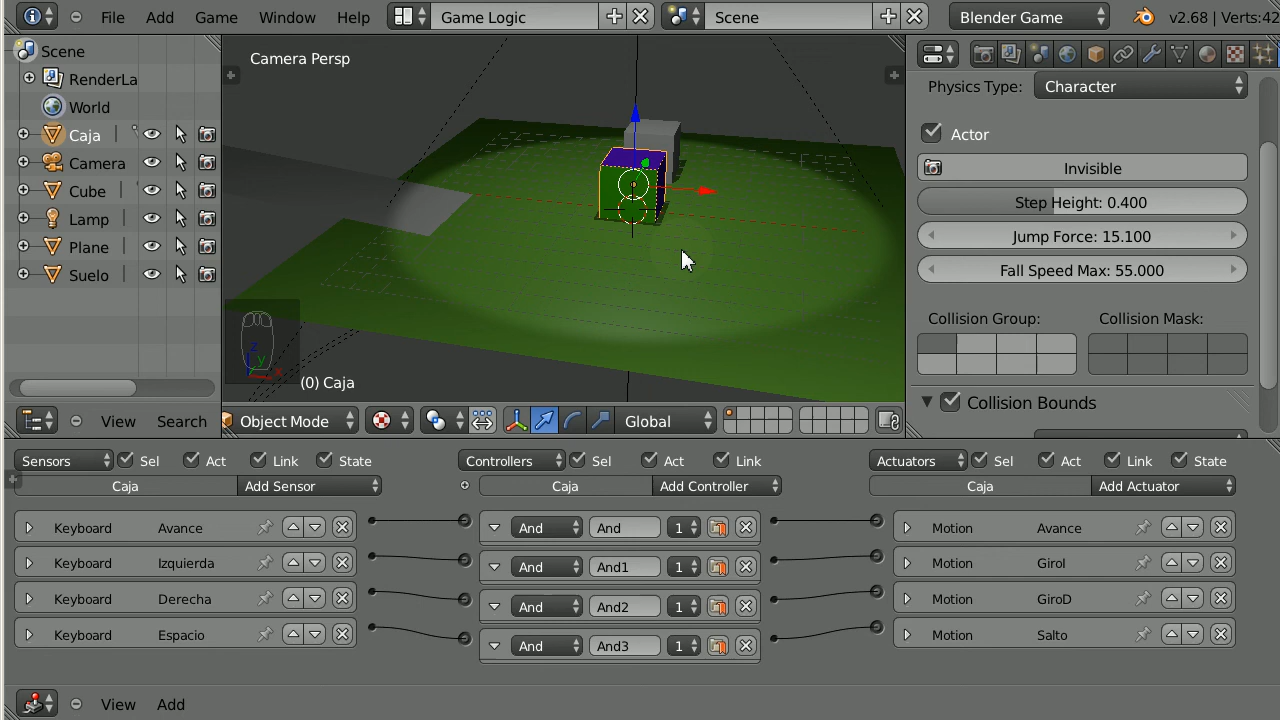 File Add Game Window Help Game Logic Scene Blender Game v2.68 | Verts:42
Scene
RenderLa
World
Caja
Camera
Cube
Lamp
Plane
Suelo
View Search
Camera Persp
z
y
x
(0) Caja
Object Mode Global
Physics Type: Character
Actor
Invisible
Step Height: 0.400
Jump Force: 15.100
Fall Speed Max: 55.000
Collision Group: Collision Mask:
Collision Bounds
Sensors Sel Act Link State
Caja Add Sensor
Keyboard Avance
Keyboard Izquierda
Keyboard Derecha
Keyboard Espacio
Controllers Sel Act Link
Caja Add Controller
And And 1
And And1 1
And And2 1
And And3 1
Actuators Sel Act Link State
Caja Add Actuator
Motion Avance
Motion GiroI
Motion GiroD
Motion Salto
View Add